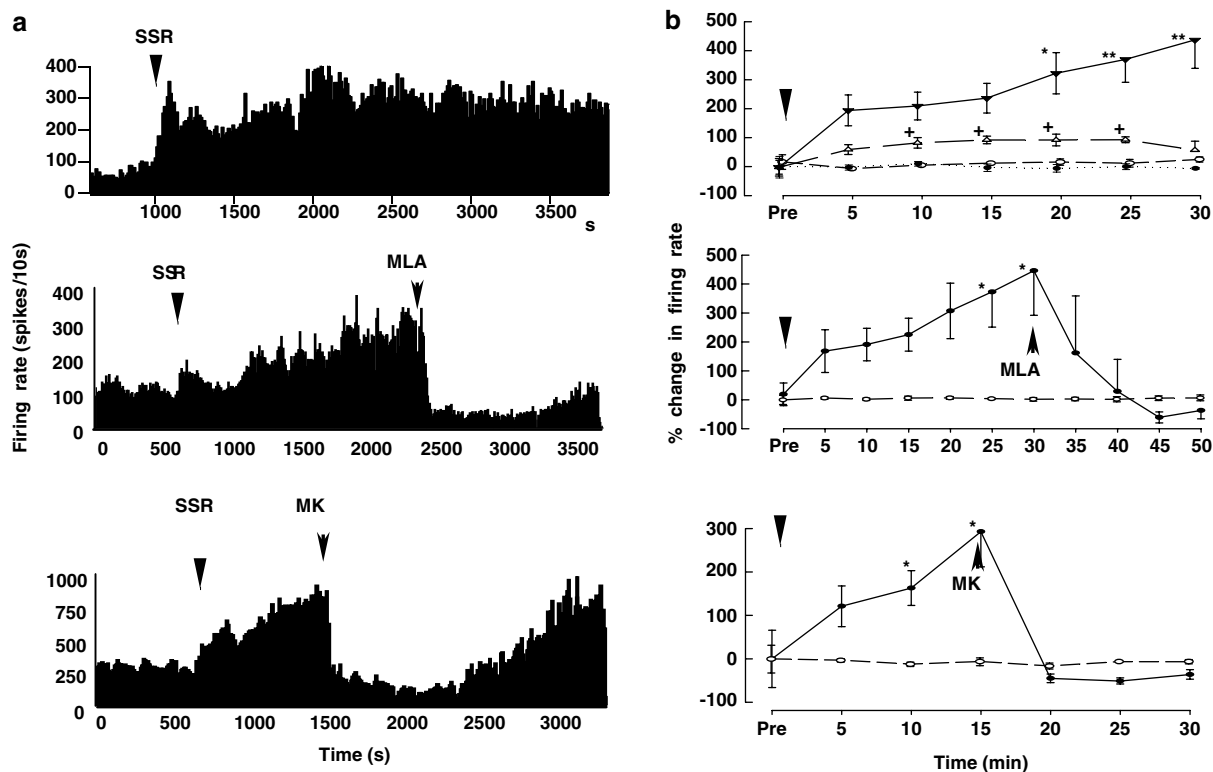 a
SSR
400
300
200
100
0
1000 1500 2000 2500 3000 3500
s
SSR
MLA
400
300
200
100
0
0 500 1000 1500 2000 2500 3000 3500
Firing rate (spikes/10s)
SSR
MK
1000
750
500
250
0
0 500 1000 1500 2000 2500 3000
Time (s)
b
500
400
300
200
100
0
-100
* ** **
+ + + +
Pre 5 10 15 20 25 30
% change in firing rate
500
400
300
200
100
0
-100
* *
MLA
Pre 5 10 15 20 25 30 35 40 45 50
300
200
100
0
-100
* *
MK
Pre 5 10 15 20 25 30
Time (min)